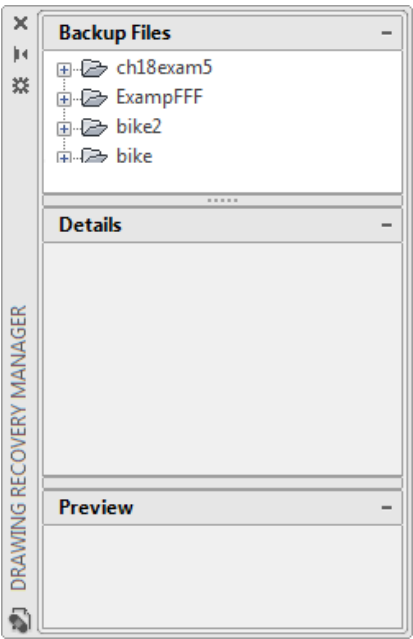 Backup Files
ch18exam5
ExampFFF
bike2
bike
Details
Preview
DRAWING RECOVERY MANAGER